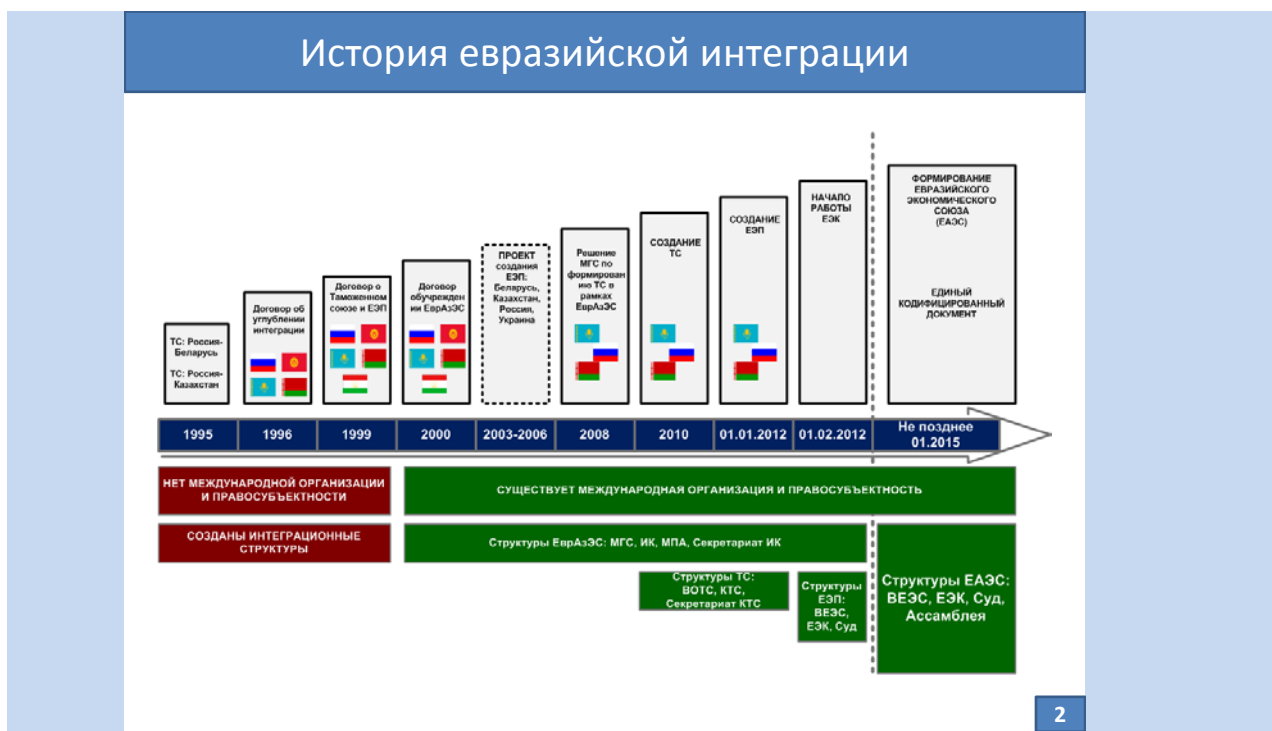 История евразийской интеграции
ТС: Россия-
Беларусь
ТС: Россия-
Казахстан
Договор об
углублении
интеграции
Договор о
Таможенном
союзе и ЕЭП
Договор
обучрежден
ии ЕврАзЭС
ПРОЕКТ
создания
ЕЭП:
Беларусь,
Казахстан,
Россия,
Украина
Решение
МГС по
формирован
ию ТС в
рамках
ЕврАзЭС
СОЗДАНИЕ
ТС
СОЗДАНИЕ
ЕЭП
НАЧАЛО
РАБОТЫ
ЕЭК
ФОРМИРОВАНИЕ
ЕВРАЗИЙСКОГО
ЭКОНОМИЧЕСКОГО
СОЮЗА
(ЕАЭС)
ЕДИНЫЙ
КОДИФИЦИРОВАННЫЙ
ДОКУМЕНТ
1995
1996
1999
2000
2003-2006
2008
2010
01.01.2012
01.02.2012
Не позднее
01.2015
НЕТ МЕЖДУНАРОДНОЙ ОРГАНИЗАЦИИ
И ПРАВОСУБЪЕКТНОСТИ
СУЩЕСТВУЕТ МЕЖДУНАРОДНАЯ ОРГАНИЗАЦИЯ И ПРАВОСУБЪЕКТНОСТЬ
СОЗДАНЫ ИНТЕГРАЦИОННЫЕ
СТРУКТУРЫ
Структуры ЕврАзЭС: МГС, ИК, МПА, Секретариат ИК
Структуры ТС:
ВОТС, КТС,
Секретариат КТС
Структуры
ЕЭП:
ВЕЭС,
ЕЭК, Суд
Структуры ЕАЭС:
ВЕЭС, ЕЭК, Суд,
Ассамблея
2